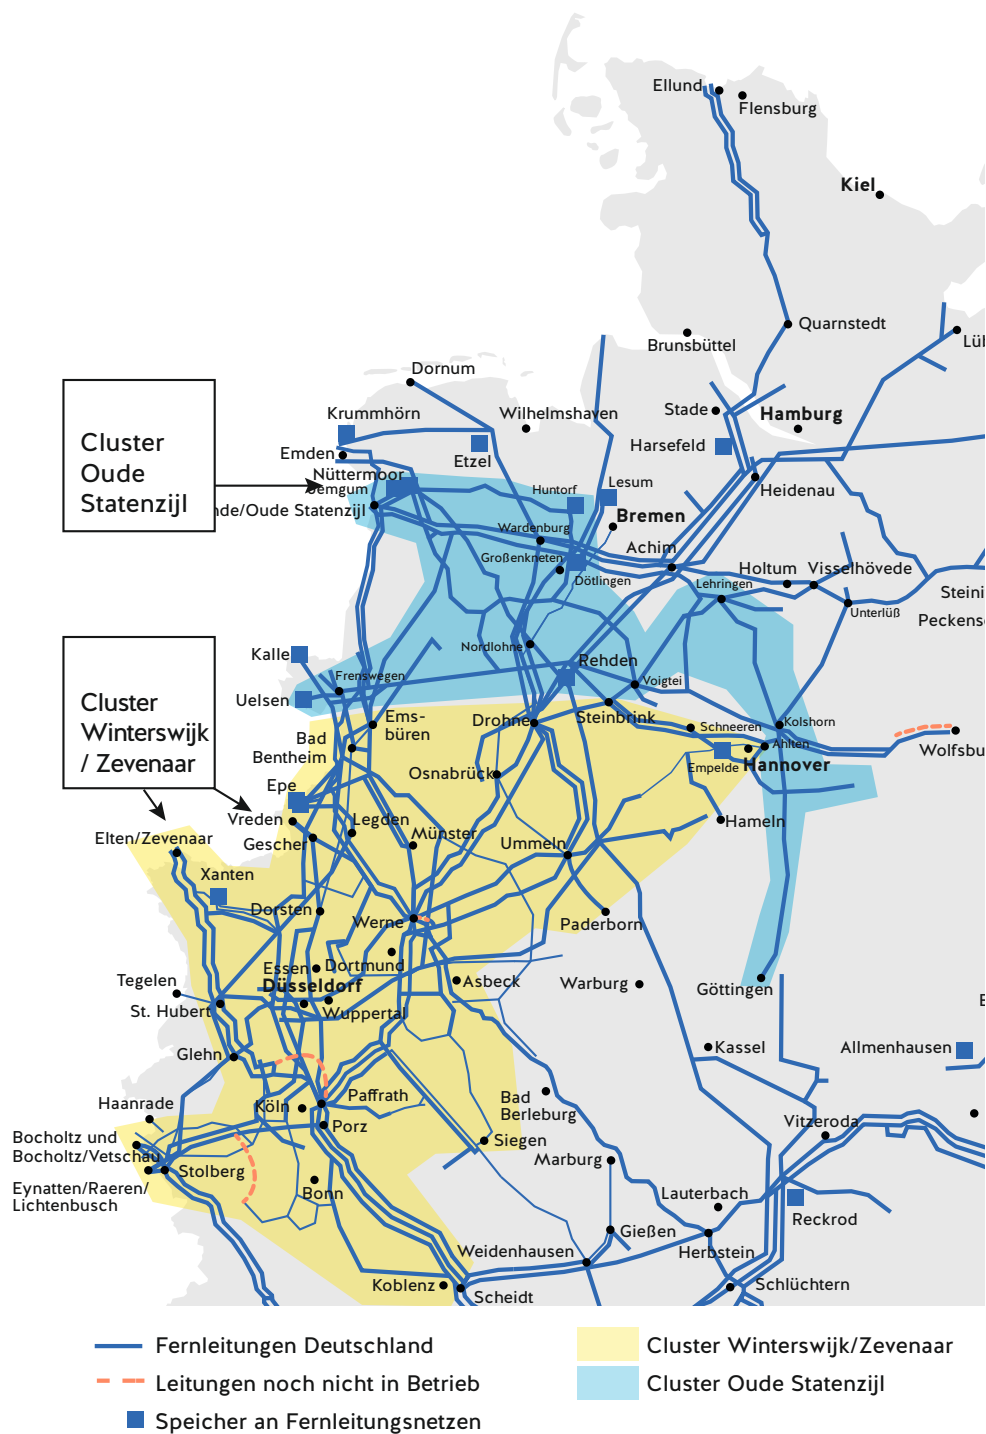 Ellund
Flensburg
Kiel
Quarnstedt
Brunsbüttel
Dornum
Krummhörn
Wilhelmshaven
Stade
Hamburg
Harsefeld
Emden
Etzel
Cluster
Oude
Statenzijl
Nüttermoor
Jemgum
nde/Oude Statenzijl
Huntorf
Lesum
Heidenau
Bremen
Wardenburg
Achim
Großenkneten
Dötlingen
Holtum
Visselhövede
Lehringen
Unterlüß
Steini
Peckense
Nordlohne
Kalle
Rehden
Frenswegen
Voigtei
Uelsen
Cluster
Winterswijk
/ Zevenaar
Ems-
büren
Drohne
Steinbrink
Schneeren
Kolshorn
Bad
Bentheim
Ahlten
Wolfsbu
Empelde
Hannover
Osnabrück
Epe
Vreden
Legden
Gescher
Münster
Hameln
Elten/Zevenaar
Ummeln
Xanten
Dorsten
Werne
Paderborn
Essen
Dortmund
Tegelen
Düsseldorf
Asbeck
Warburg
Göttingen
St. Hubert
Wuppertal
Glehn
Kassel
Allmenhausen
Haanrade
Köln
Paffrath
Bad
Berleburg
Porz
Vitzeroda
Bocholtz und
Bocholtz/Vetschau
Siegen
Stolberg
Marburg
Eynatten/Raeren/
Lichtenbusch
Bonn
Lauterbach
Reckrod
Gießen
Weidenhausen
Herbstein
Koblenz
Scheidt
Schlüchtern
Fernleitungen Deutschland
Cluster Winterswijk/Zevenaar
Leitungen noch nicht in Betrieb
Cluster Oude Statenzijl
Speicher an Fernleitungsnetzen